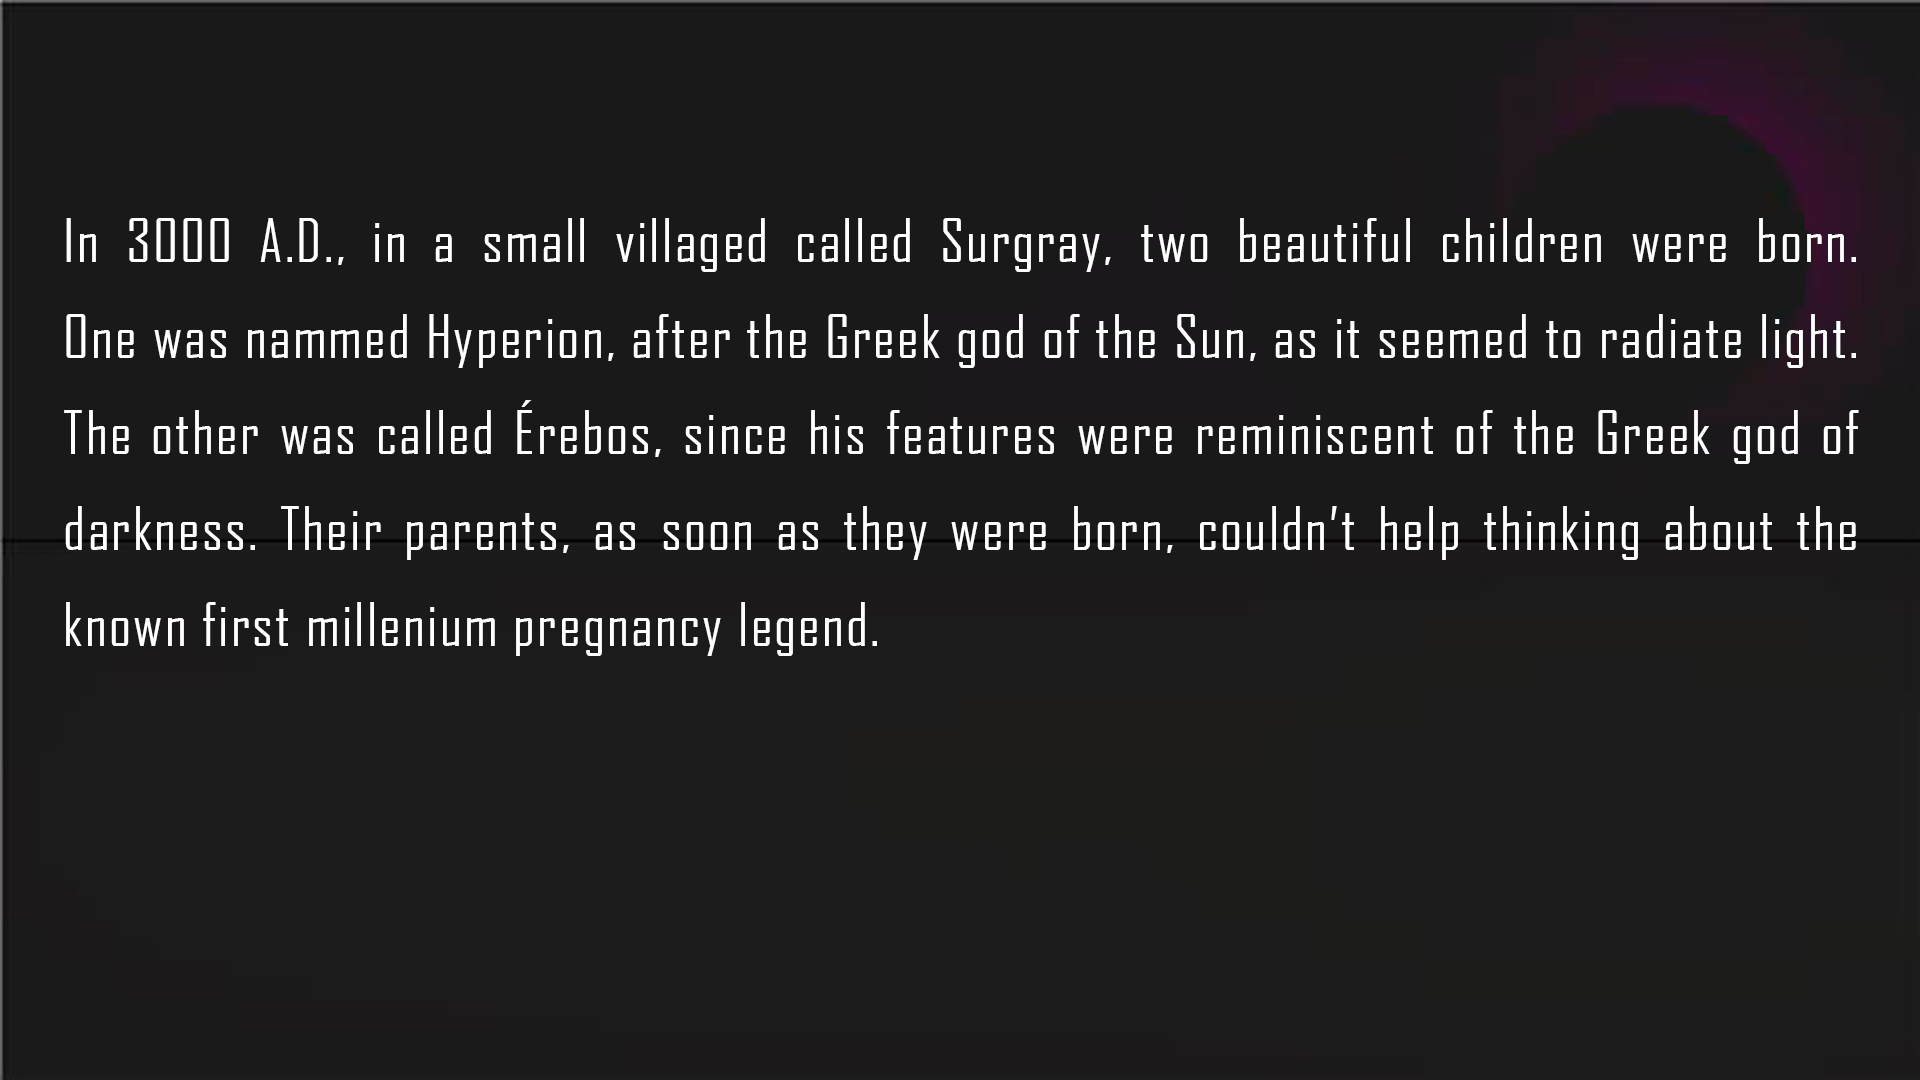 In 3000 A.D., in a small villaged called Surgray, two beautiful children were born.
One was nammed Hyperion, after the Greek god of the Sun, as it seemed to radiate light.
The other was called Érebos, since his features were reminiscent of the Greek god of
darkness. Their parents, as soon as they were born, couldn't help thinking about the
known first millenium pregnancy legend.